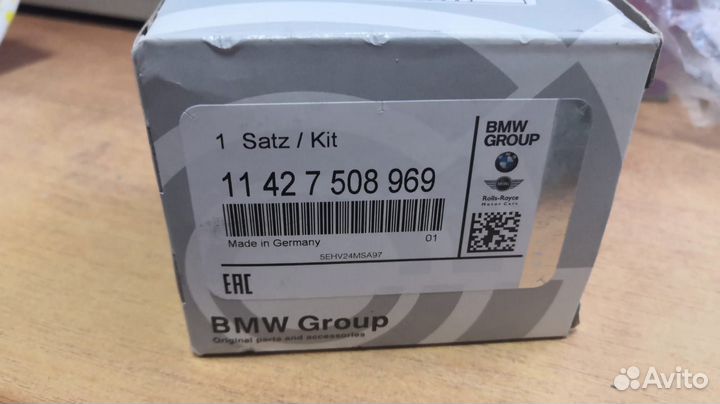 1 Satz / Kit
11 42 7 508 969
Made in Germany
01
5EHV24MSA97
EAC
BMW
GROUP
MINI
Rolls-Royce
Motor Cars
BMW Group
Original parts and accessories
Avito